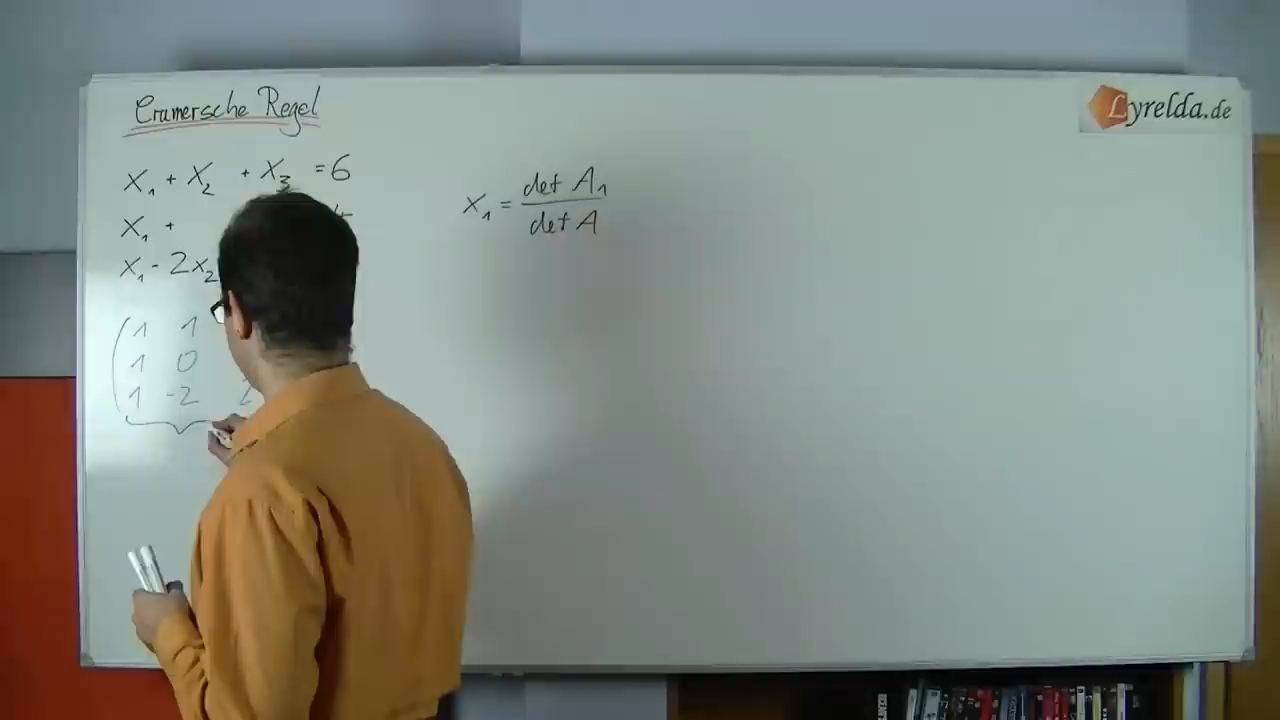 Cramersche Regel
Lyrelda.de
x₁ + x₂ + x₃ = 6
x₁ +
x₁ - 2x₂
x₁ = det A₁ / det A
( 1 1
1 0
1 -2 2